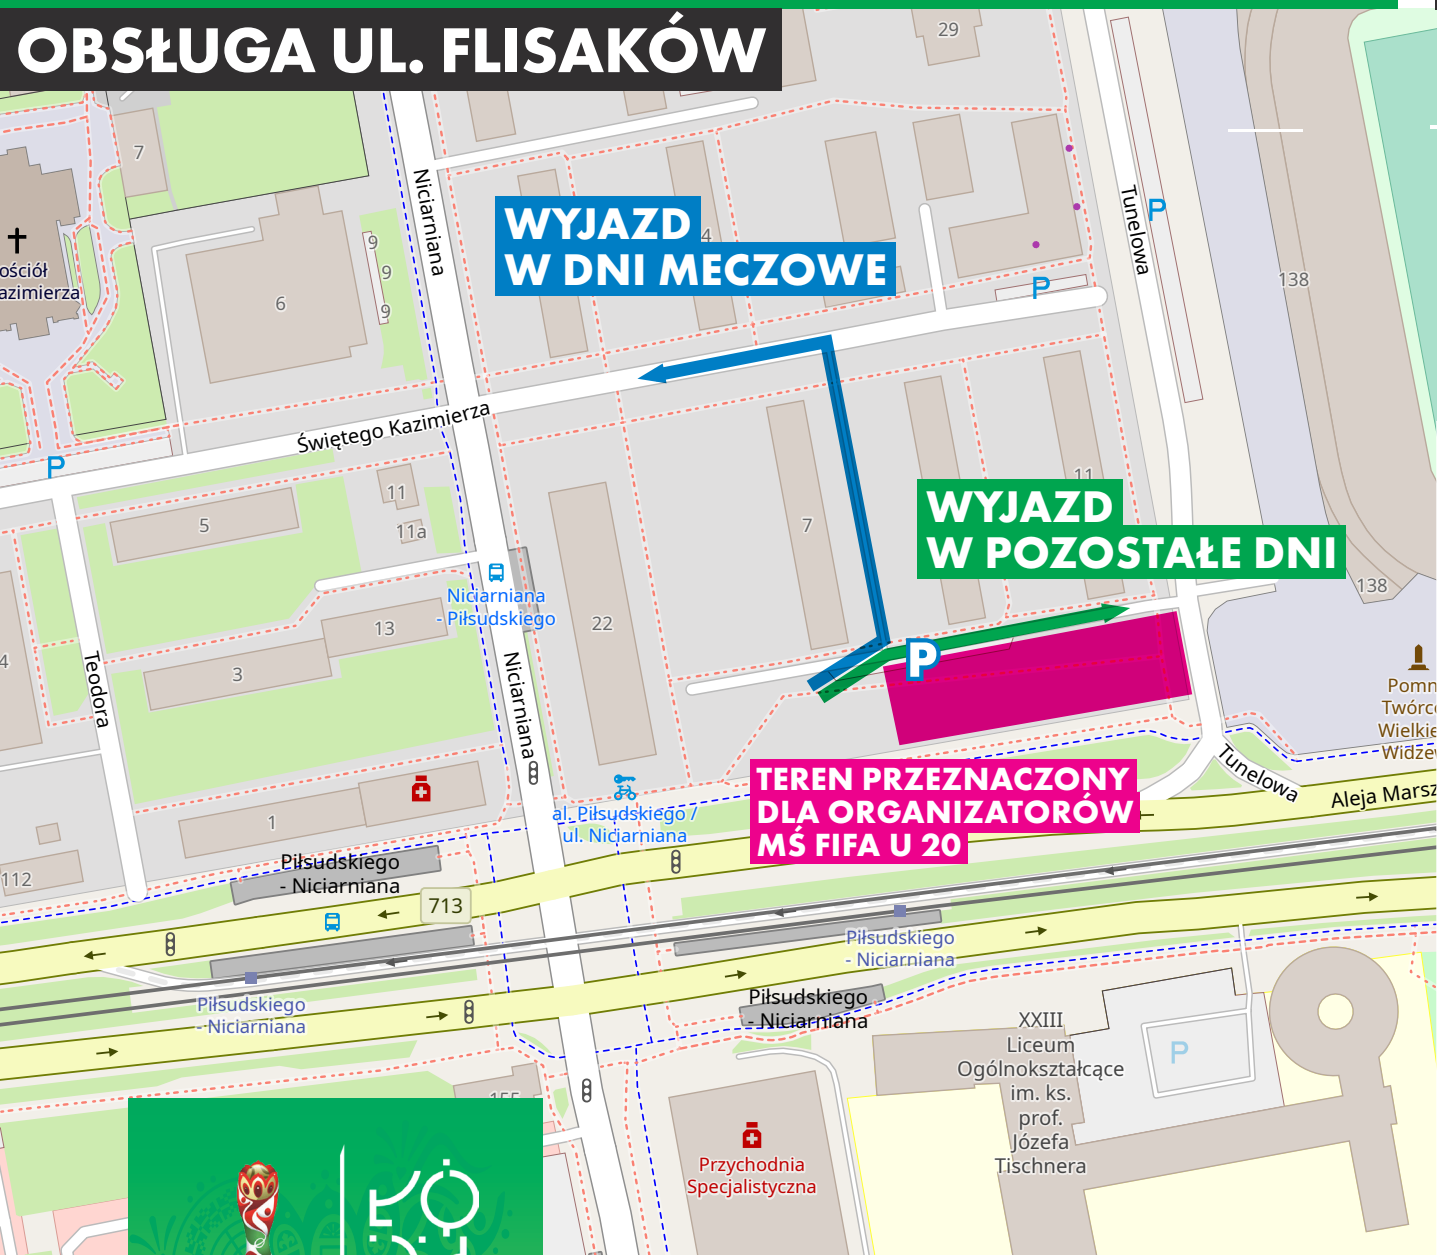 OBSŁUGA UL. FLISAKÓW
29
7
Niciarniana
Tunelowa
P
WYJAZD
W DNI MECZOWE
4
ościół
azimierza
9
9
9
6
138
P
Świętego Kazimierza
P
11
11
5
11a
7
WYJAZD
W POZOSTAŁE DNI
138
Niciarniana
- Piłsudskiego
22
13
3
4
Teodora
Niciarniana
P
Pomn
Twórcó
Wielkie
Widzew
Tunelowa
Aleja Marsz
TEREN PRZEZNACZONY
DLA ORGANIZATORÓW
MŚ FIFA U 20
al. Piłsudskiego /
ul. Niciarniana
1
112
Piłsudskiego
- Niciarniana
713
Piłsudskiego
- Niciarniana
Piłsudskiego
- Niciarniana
Piłsudskiego
- Niciarniana
XXIII
Liceum
Ogólnokształcące
im. ks.
prof.
Józefa
Tischnera
P
155
Przychodnia
Specjalistyczna